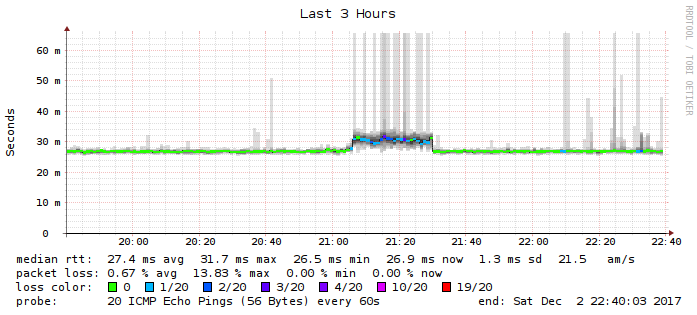 Last 3 Hours
RRDTOOL / TOBI OETIKER
Seconds
60 m
50 m
40 m
30 m
20 m
10 m
0
20:00 20:20 20:40 21:00 21:20 21:40 22:00 22:20 22:40
median rtt: 27.4 ms avg 31.7 ms max 26.5 ms min 26.9 ms now 1.3 ms sd 21.5 am/s
packet loss: 0.67 % avg 13.83 % max 0.00 % min 0.00 % now
loss color: 0 1/20 2/20 3/20 4/20 10/20 19/20
probe: 20 ICMP Echo Pings (56 Bytes) every 60s end: Sat Dec 2 22:40:03 2017